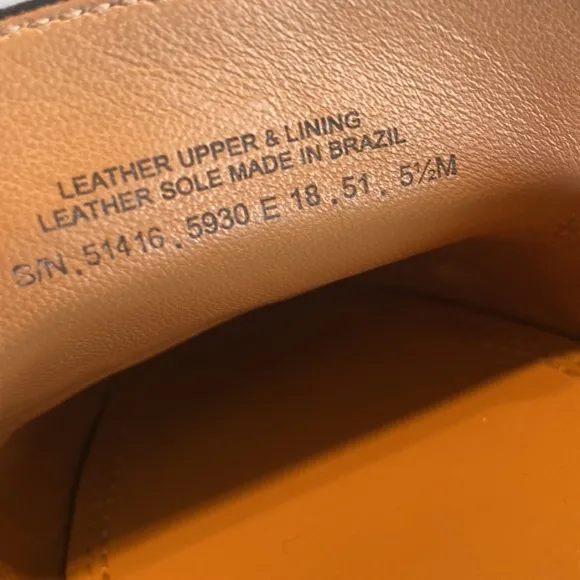 LEATHER UPPER & LINING
LEATHER SOLE MADE IN BRAZIL
S/N . 51416 . 5930 E 18 . 51 . 5½M